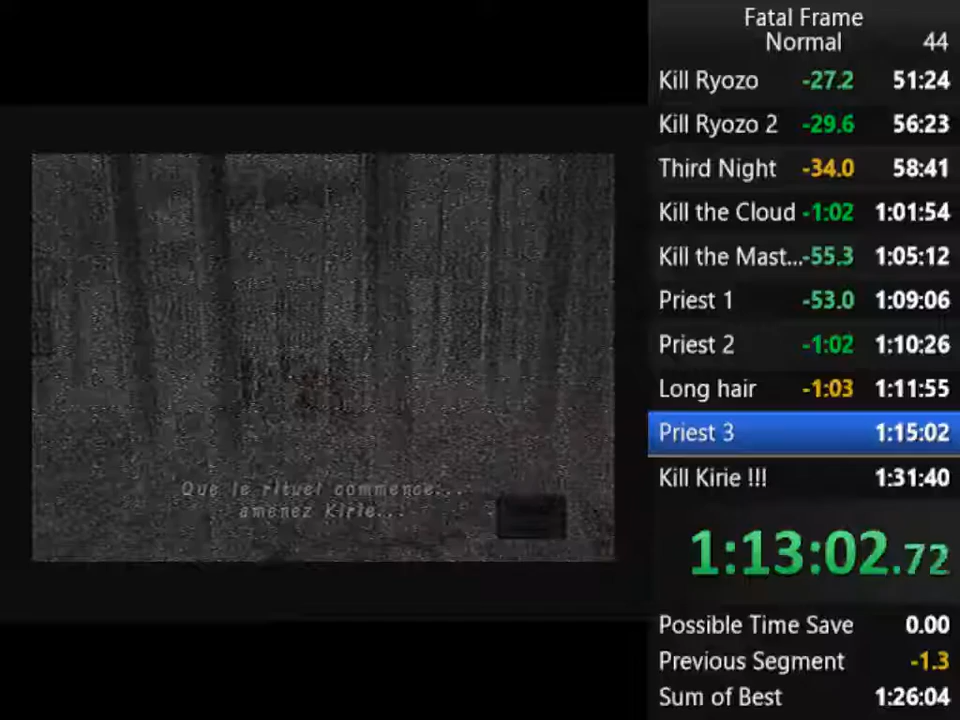 Fatal Frame
Normal 44
Kill Ryozo -27.2 51:24
Kill Ryozo 2 -29.6 56:23
Third Night -34.0 58:41
Kill the Cloud -1:02 1:01:54
Kill the Mast... -55.3 1:05:12
Priest 1 -53.0 1:09:06
Priest 2 -1:02 1:10:26
Long hair -1:03 1:11:55
Priest 3 1:15:02
Kill Kirie !!! 1:31:40
1:13:02.72
Possible Time Save 0.00
Previous Segment -1.3
Sum of Best 1:26:04
Que le rituel commence...
amenez Kirie...